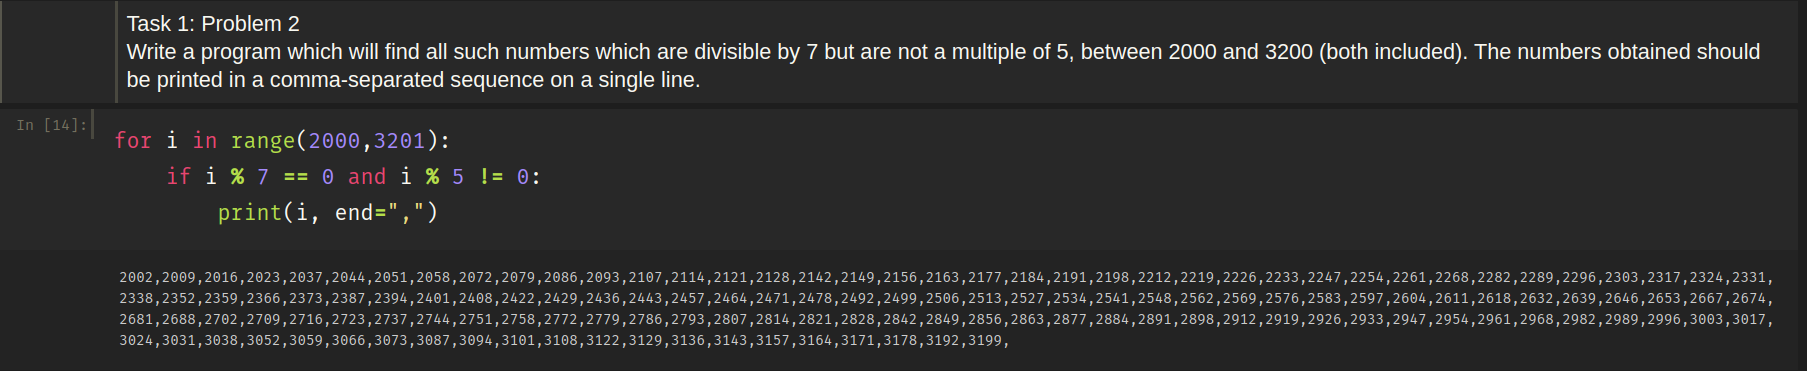 Task 1: Problem 2
Write a program which will find all such numbers which are divisible by 7 but are not a multiple of 5, between 2000 and 3200 (both included). The numbers obtained should
be printed in a comma-separated sequence on a single line.
In [14]:
for i in range(2000,3201):
    if i % 7 == 0 and i % 5 != 0:
        print(i, end=",")
2002,2009,2016,2023,2037,2044,2051,2058,2072,2079,2086,2093,2107,2114,2121,2128,2142,2149,2156,2163,2177,2184,2191,2198,2212,2219,2226,2233,2247,2254,2261,2268,2282,2289,2296,2303,2317,2324,2331,
2338,2352,2359,2366,2373,2387,2394,2401,2408,2422,2429,2436,2443,2457,2464,2471,2478,2492,2499,2506,2513,2527,2534,2541,2548,2562,2569,2576,2583,2597,2604,2611,2618,2632,2639,2646,2653,2667,2674,
2681,2688,2702,2709,2716,2723,2737,2744,2751,2758,2772,2779,2786,2793,2807,2814,2821,2828,2842,2849,2856,2863,2877,2884,2891,2898,2912,2919,2926,2933,2947,2954,2961,2968,2982,2989,2996,3003,3017,
3024,3031,3038,3052,3059,3066,3073,3087,3094,3101,3108,3122,3129,3136,3143,3157,3164,3171,3178,3192,3199,